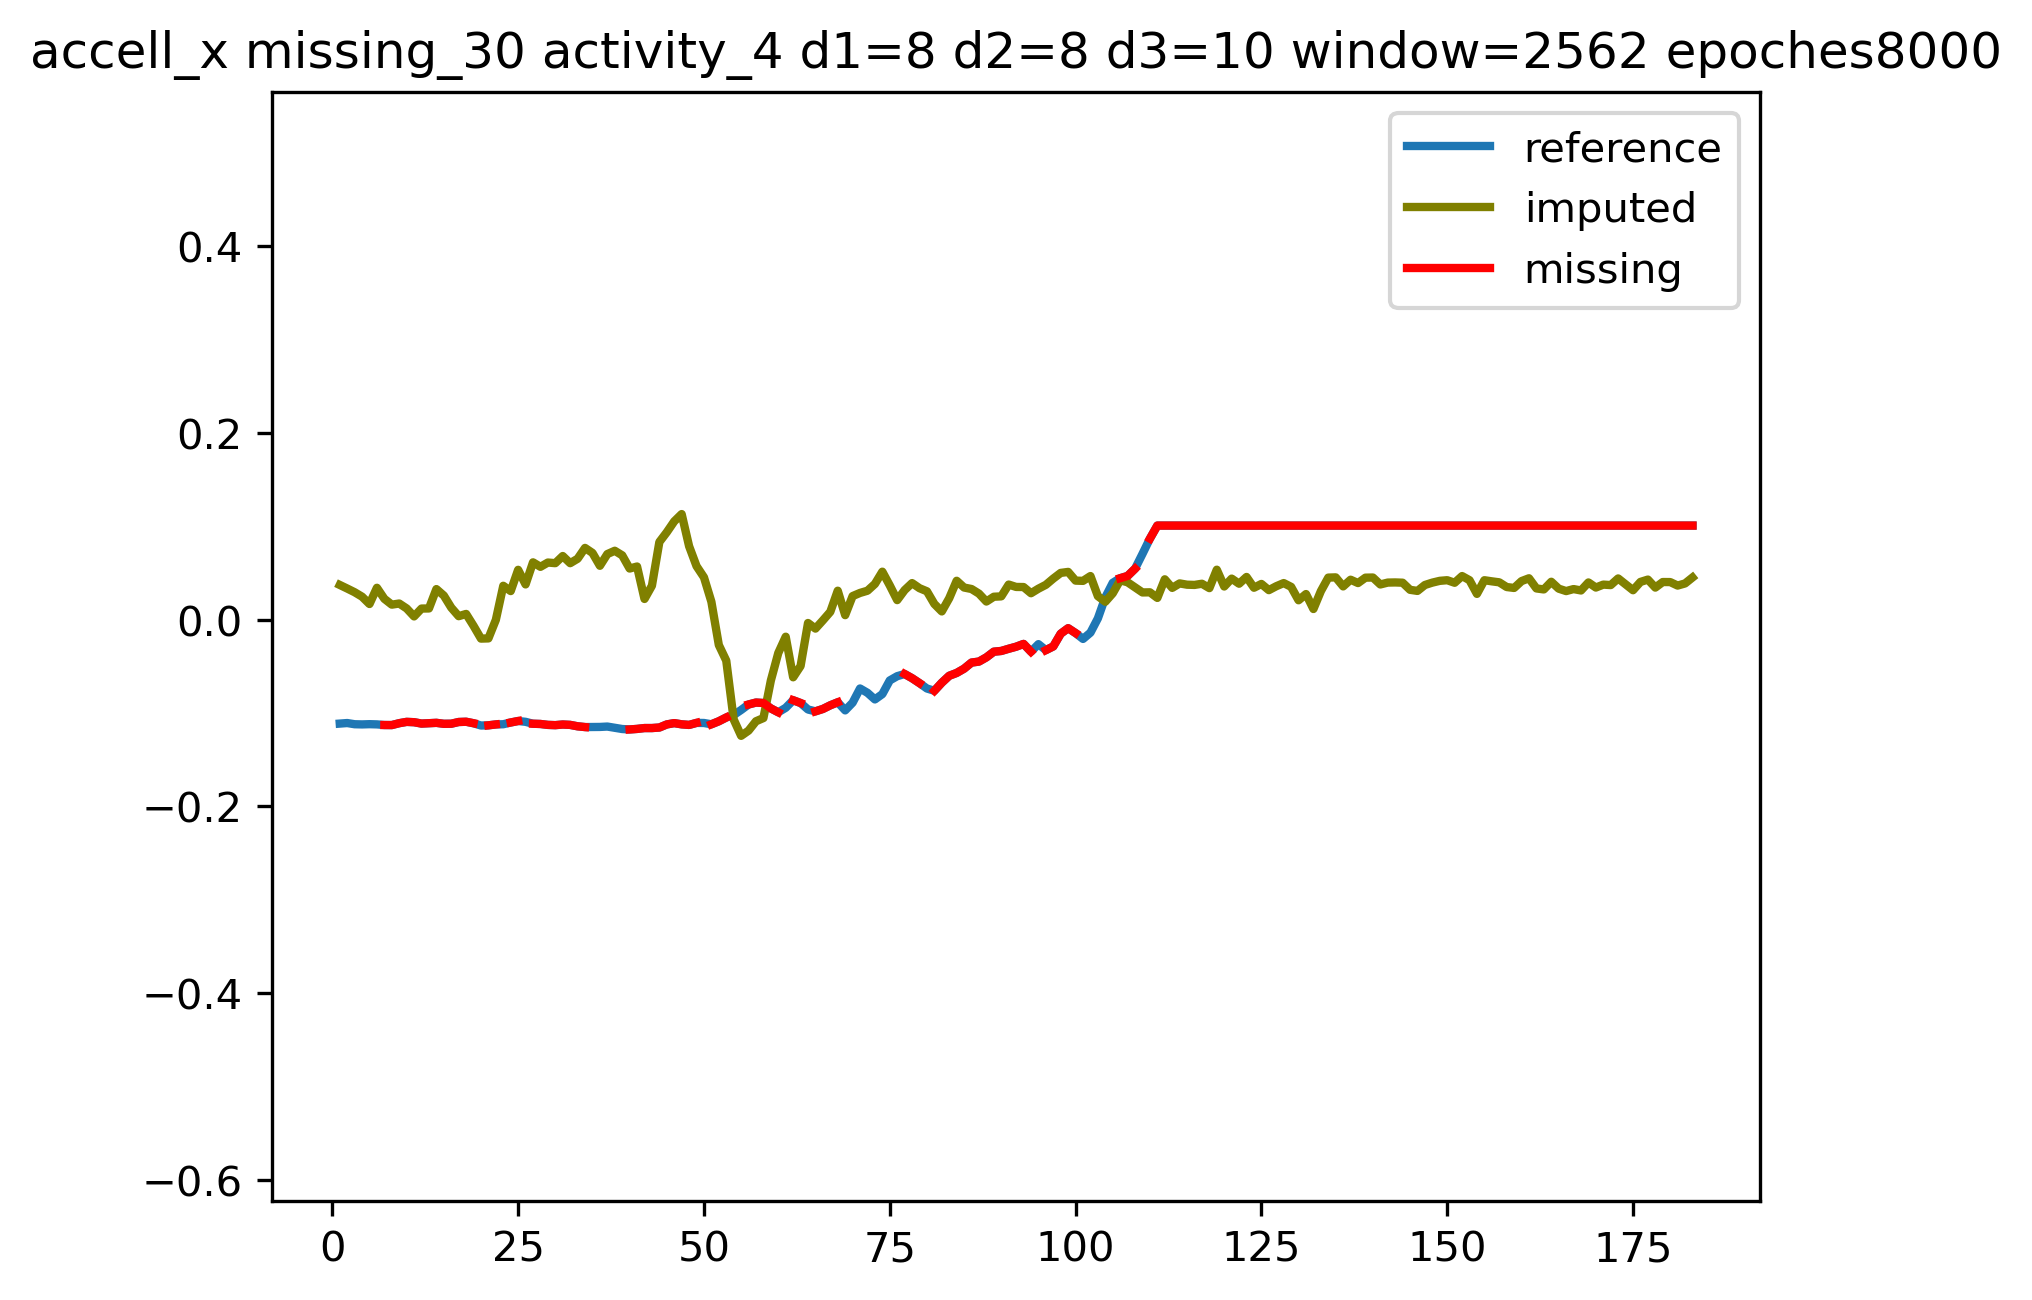 accell_x missing_30 activity_4 d1=8 d2=8 d3=10 window=2562 epoches8000
reference
imputed
missing
0.4
0.2
0.0
−0.2
−0.4
−0.6
0 25 50 75 100 125 150 175